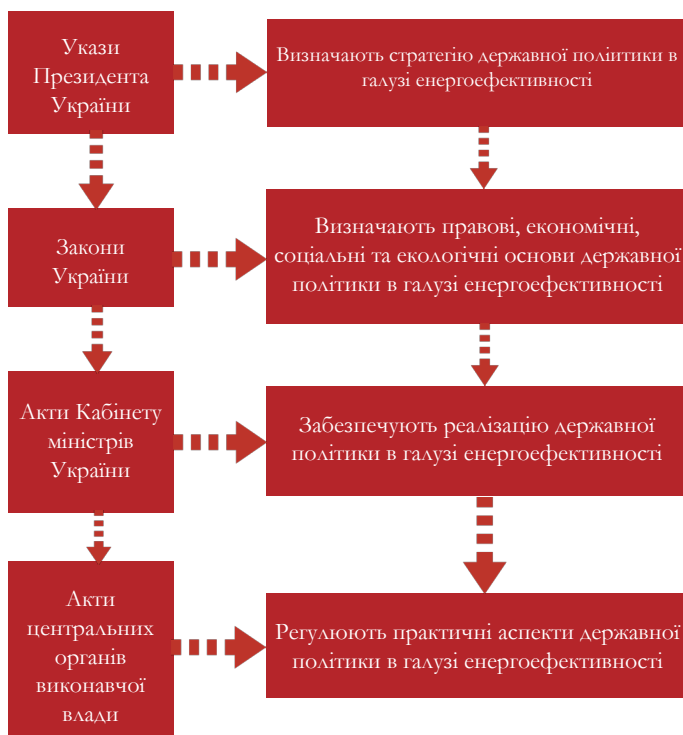 Укази
Президента
України
Визначають стратегію державної поліитики в
галузі енергоефективності
Закони
України
Визначають правові, економічні,
соціальні та екологічні основи державної
політики в галузі енергоефективності
Акти Кабінету
міністрів
України
Забезпечують реалізацію державної
політики в галузі енергоефективності
Акти
центральних
органів
виконавчої
влади
Регулюють практичні аспекти державної
політики в галузі енергоефективності